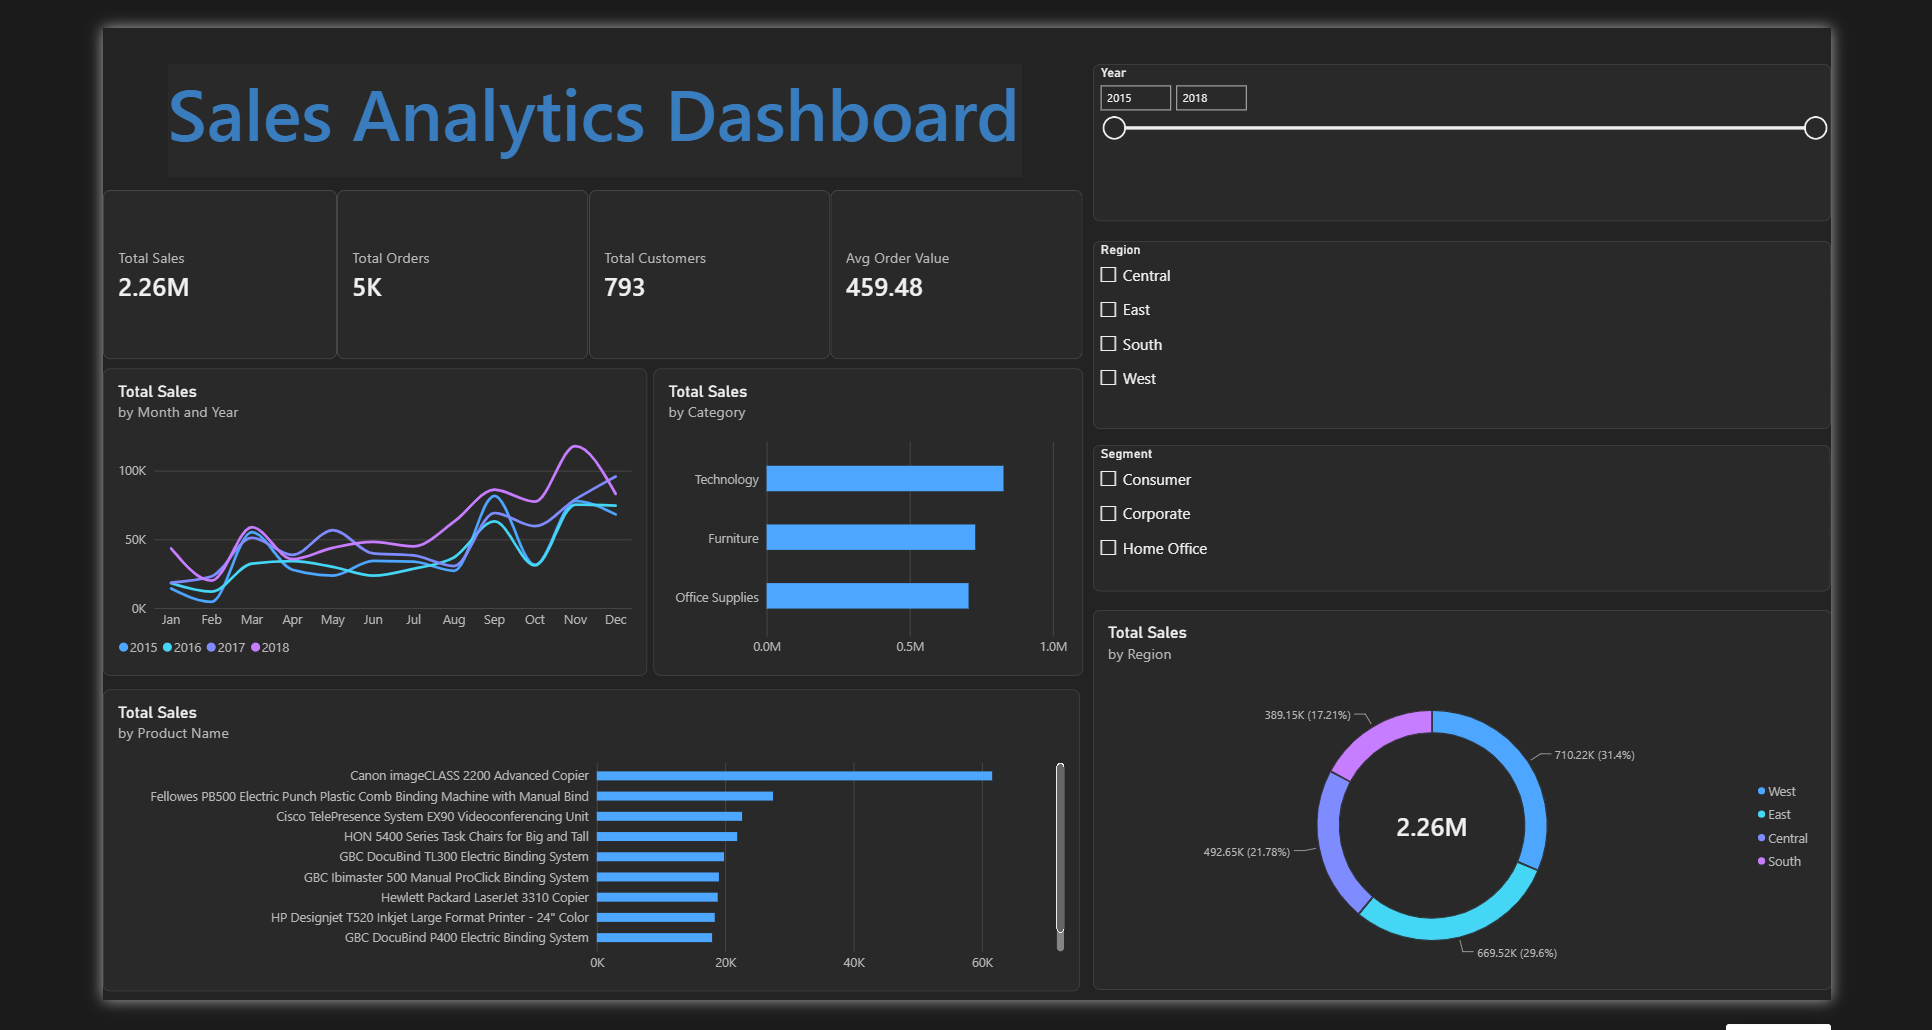 Sales Analytics Dashboard
Year
2015 2018
Total Sales
2.26M
Total Orders
5K
Total Customers
793
Avg Order Value
459.48
Region
Central
East
South
West
Segment
Consumer
Corporate
Home Office
Total Sales
by Month and Year
100K
50K
0K
Jan Feb Mar Apr May Jun Jul Aug Sep Oct Nov Dec
2015 2016 2017 2018
Total Sales
by Category
Technology
Furniture
Office Supplies
0.0M 0.5M 1.0M
Total Sales
by Product Name
Canon imageCLASS 2200 Advanced Copier
Fellowes PB500 Electric Punch Plastic Comb Binding Machine with Manual Bind
Cisco TelePresence System EX90 Videoconferencing Unit
HON 5400 Series Task Chairs for Big and Tall
GBC DocuBind TL300 Electric Binding System
GBC Ibimaster 500 Manual ProClick Binding System
Hewlett Packard LaserJet 3310 Copier
HP Designjet T520 Inkjet Large Format Printer - 24" Color
GBC DocuBind P400 Electric Binding System
0K 20K 40K 60K
Total Sales
by Region
389.15K (17.21%)
710.22K (31.4%)
492.65K (21.78%)
669.52K (29.6%)
2.26M
West
East
Central
South